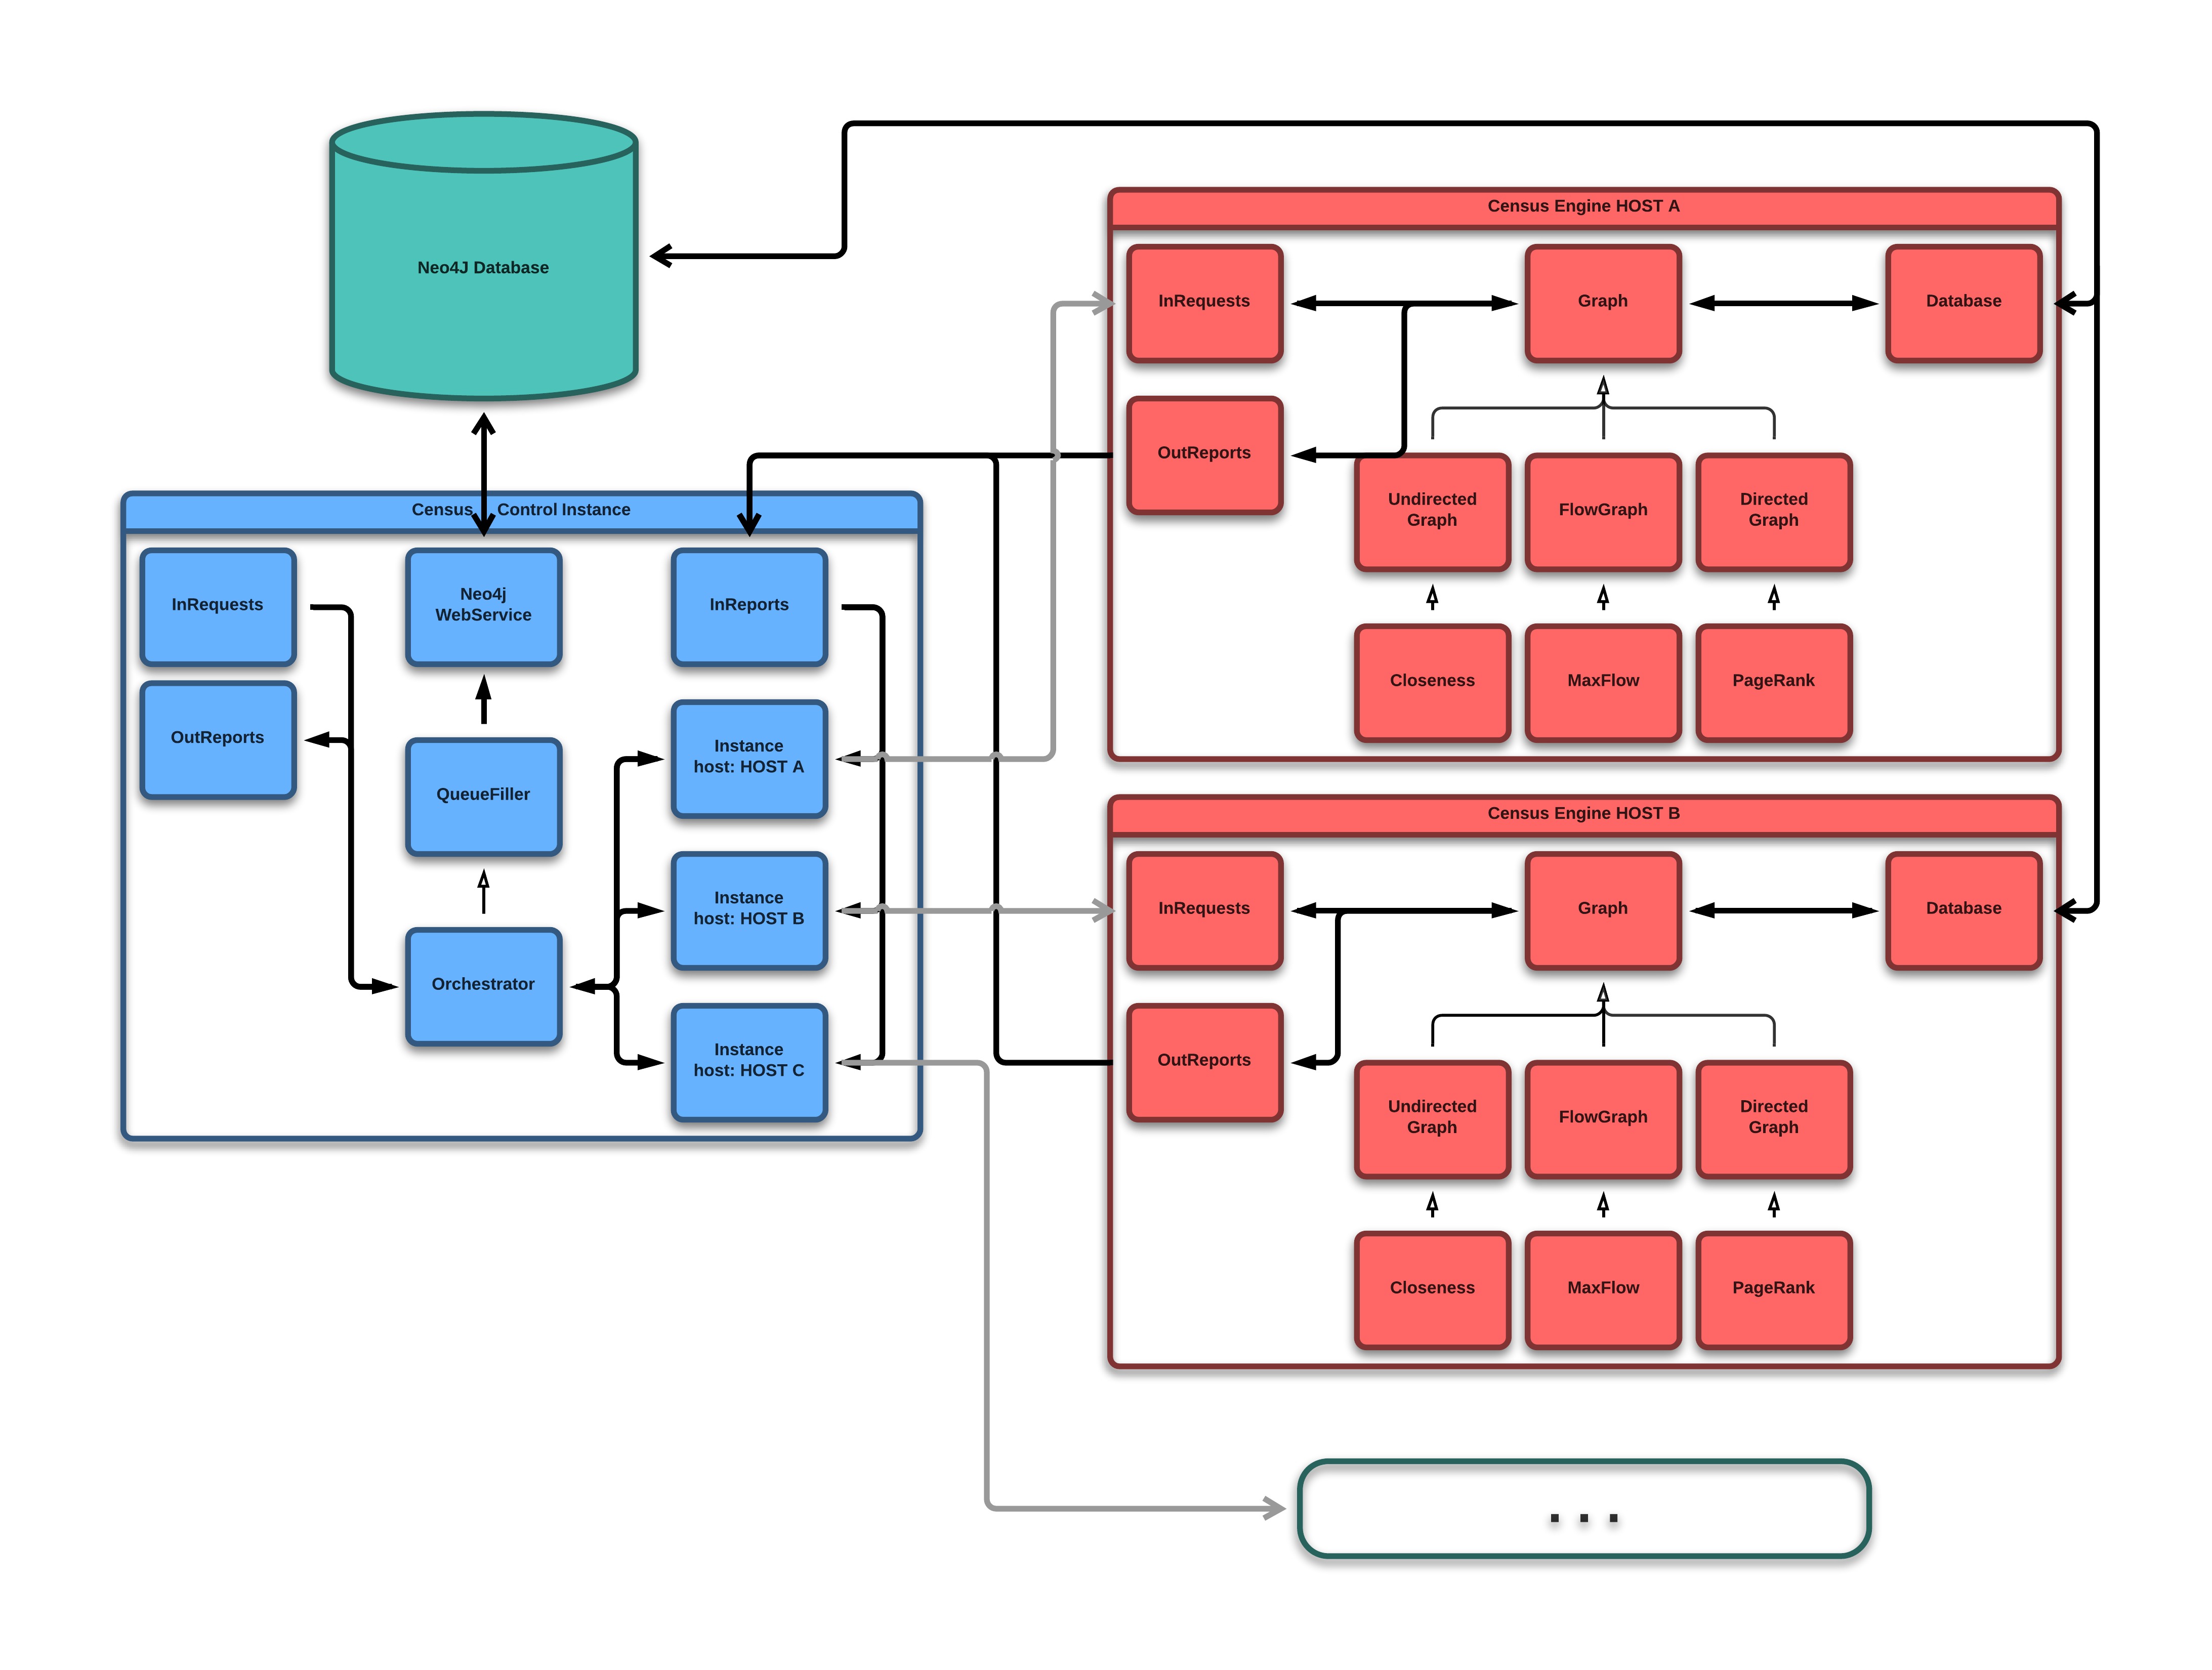 Neo4J Database
Census Control Instance
InRequests
Neo4j
WebService
InReports
OutReports
QueueFiller
Instance
host: HOST A
Instance
host: HOST B
Orchestrator
Instance
host: HOST C
Census Engine HOST A
InRequests
Graph
Database
OutReports
Undirected
Graph
FlowGraph
Directed
Graph
Closeness
MaxFlow
PageRank
Census Engine HOST B
InRequests
Graph
Database
OutReports
Undirected
Graph
FlowGraph
Directed
Graph
Closeness
MaxFlow
PageRank
...